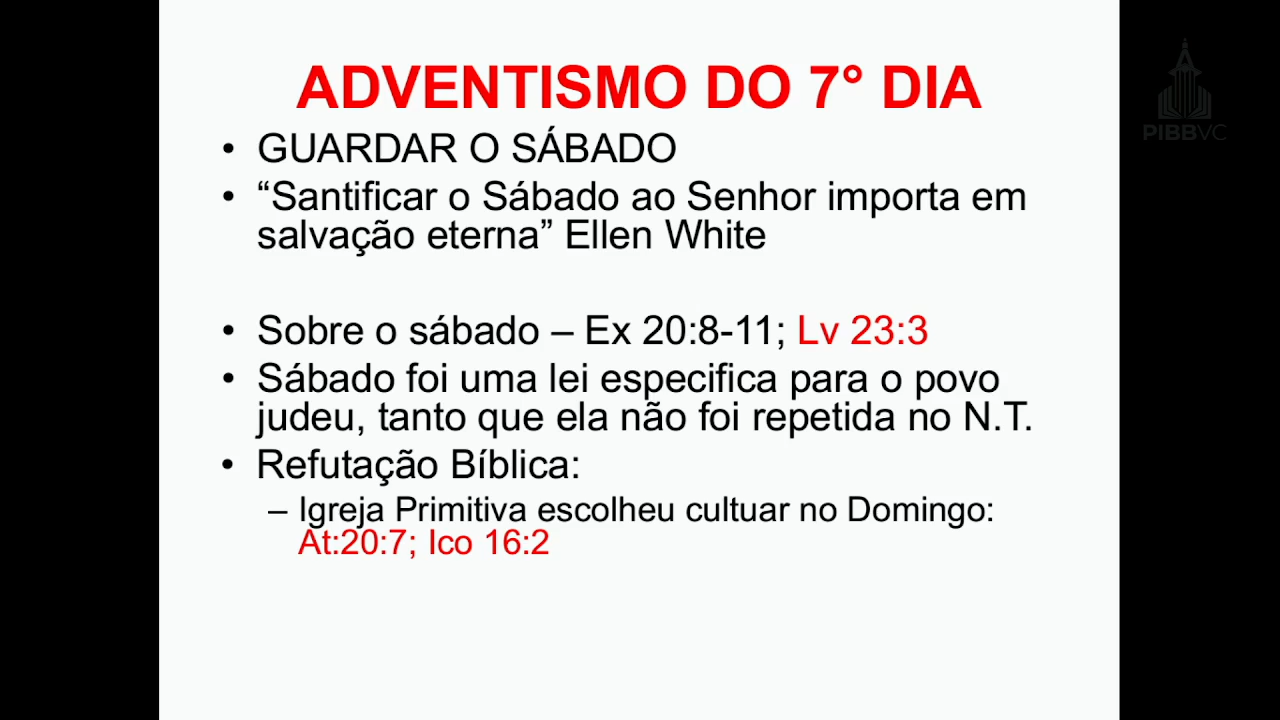 ADVENTISMO DO 7° DIA
• GUARDAR O SÁBADO
• “Santificar o Sábado ao Senhor importa em
salvação eterna” Ellen White
• Sobre o sábado – Ex 20:8-11; Lv 23:3
• Sábado foi uma lei especifica para o povo
judeu, tanto que ela não foi repetida no N.T.
• Refutação Bíblica:
– Igreja Primitiva escolheu cultuar no Domingo:
At:20:7; Ico 16:2
PIBBVC